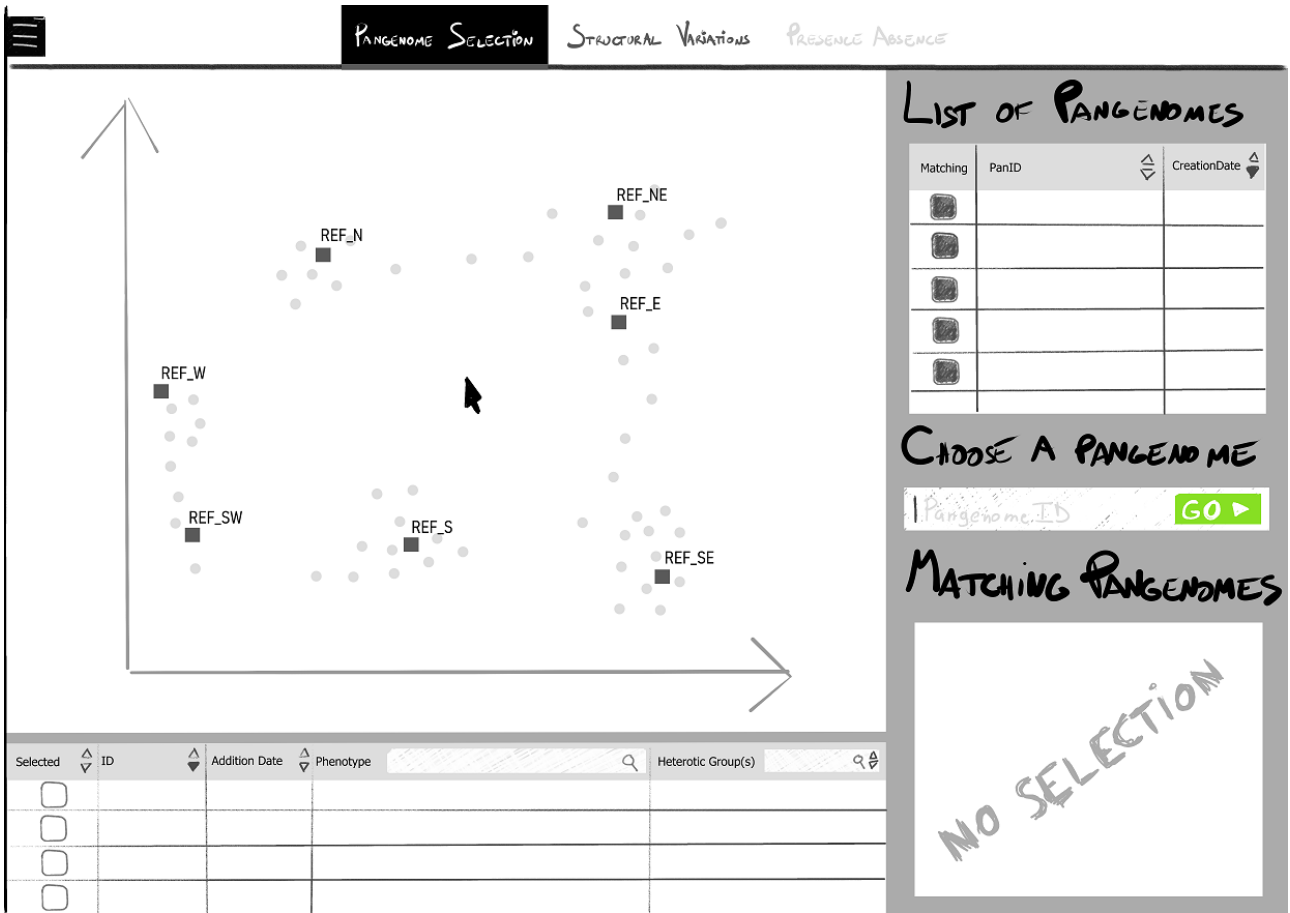 Pangenome Selection Structural Variations Presence Absence
List of Pangenomes
Matching PanID CreationDate
REF_NE
REF_N
REF_E
REF_W
Choose a pangenome
Pangenome ID GO
REF_SW
REF_S
REF_SE
Matching Pangenomes
NO SELECTION
Selected ID Addition Date Phenotype Heterotic Group(s)